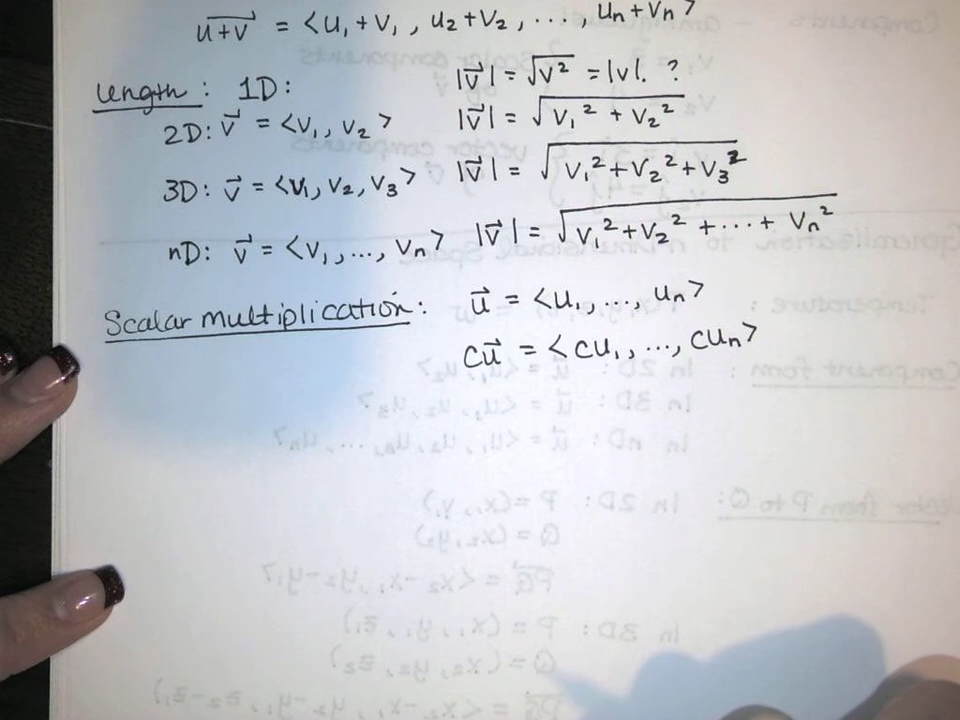 u+v⃗ = <u₁+v₁, u₂+v₂, ..., uₙ+vₙ>
Length: 1D: |v⃗| = √v² = |v|. ?
2D: v⃗ = <v₁, v₂> |v⃗| = √v₁² + v₂²
3D: v⃗ = <v₁, v₂, v₃> |v⃗| = √v₁²+v₂²+v₃²
nD: v⃗ = <v₁, ..., vₙ> |v⃗| = √v₁²+v₂² + ... + vₙ²
Scalar multiplication: u⃗ = <u₁, ..., uₙ>
cu⃗ = <cu₁, ..., cuₙ>